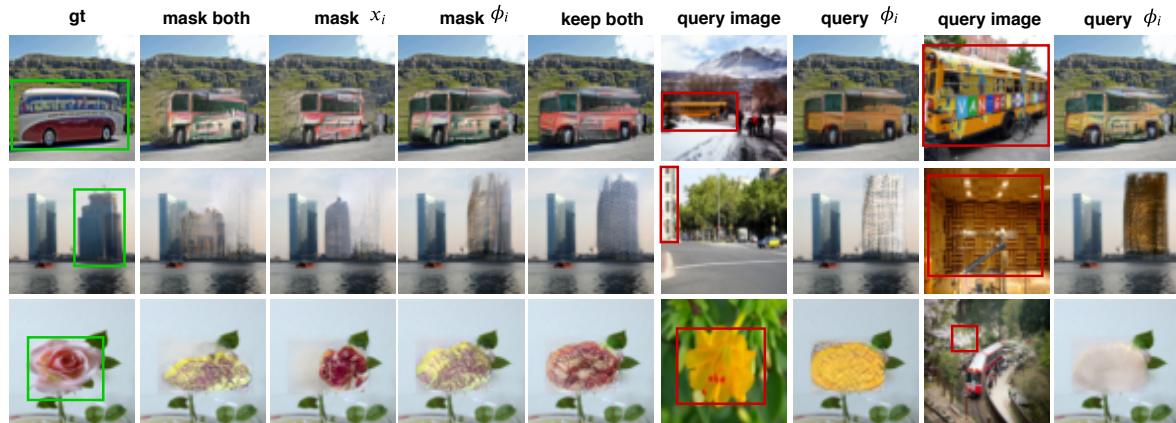 gt mask both mask x_i mask ϕ_i keep both query image query ϕ_i query image query ϕ_i